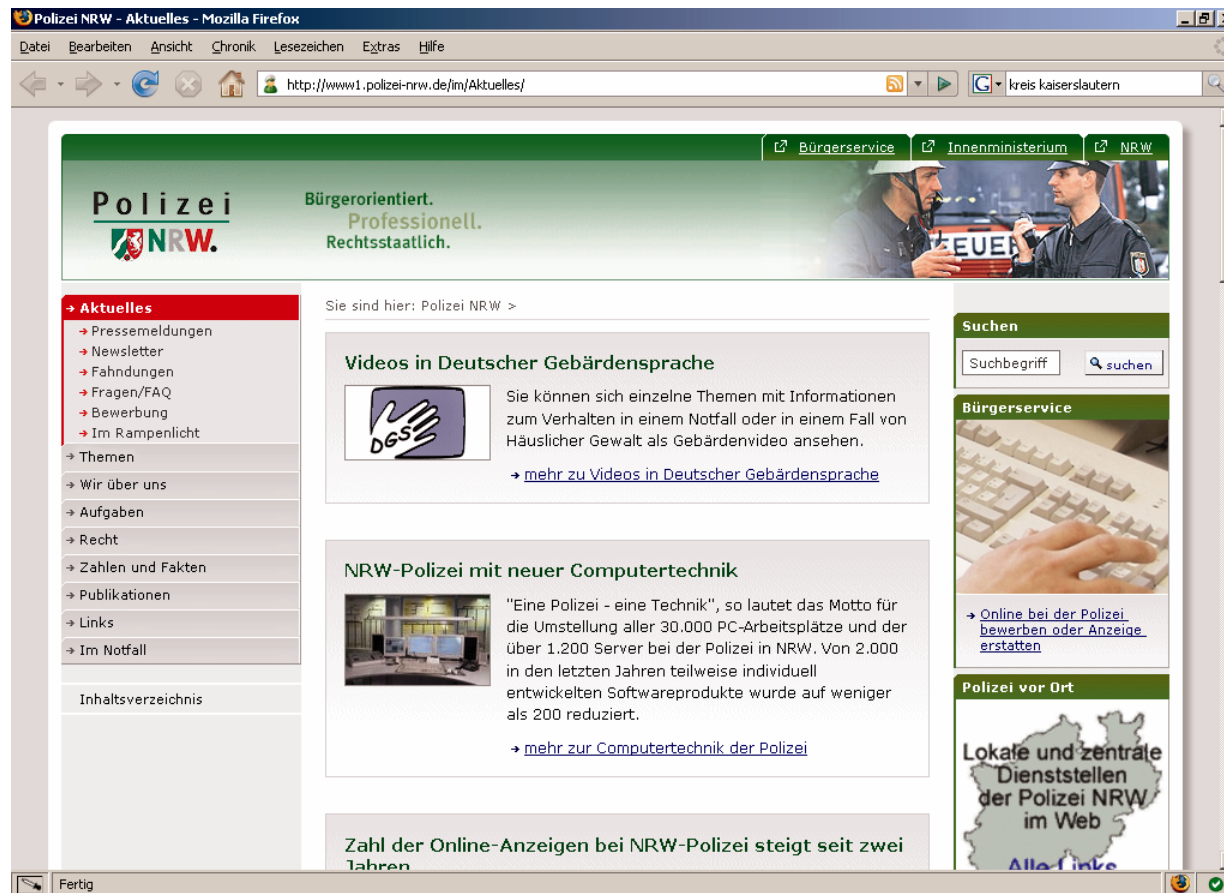 Polizei NRW - Aktuelles - Mozilla Firefox
Datei Bearbeiten Ansicht Chronik Lesezeichen Extras Hilfe
http://www1.polizei-nrw.de/im/Aktuelles/
G
kreis kaiserslautern
Bürgerservice
Innenministerium
NRW
Polizei
NRW.
Bürgerorientiert.
Professionell.
Rechtsstaatlich.
FEUER
Aktuelles
Pressemeldungen
Newsletter
Fahndungen
Fragen/FAQ
Bewerbung
Im Rampenlicht
Themen
Wir über uns
Aufgaben
Recht
Zahlen und Fakten
Publikationen
Links
Im Notfall
Inhaltsverzeichnis
Sie sind hier: Polizei NRW >
Videos in Deutscher Gebärdensprache
DGS
Sie können sich einzelne Themen mit Informationen
zum Verhalten in einem Notfall oder in einem Fall von
Häuslicher Gewalt als Gebärdenvideo ansehen.
mehr zu Videos in Deutscher Gebärdensprache
NRW-Polizei mit neuer Computertechnik
"Eine Polizei - eine Technik", so lautet das Motto für
die Umstellung aller 30.000 PC-Arbeitsplätze und der
über 1.200 Server bei der Polizei in NRW. Von 2.000
in den letzten Jahren teilweise individuell
entwickelten Softwareprodukte wurde auf weniger
als 200 reduziert.
mehr zur Computertechnik der Polizei
Zahl der Online-Anzeigen bei NRW-Polizei steigt seit zwei
Jahren
Suchen
Suchbegriff
suchen
Bürgerservice
Online bei der Polizei
bewerben oder Anzeige
erstatten
Polizei vor Ort
Lokale und zentrale
Dienststellen
der Polizei NRW
im Web
Alle Links
Fertig